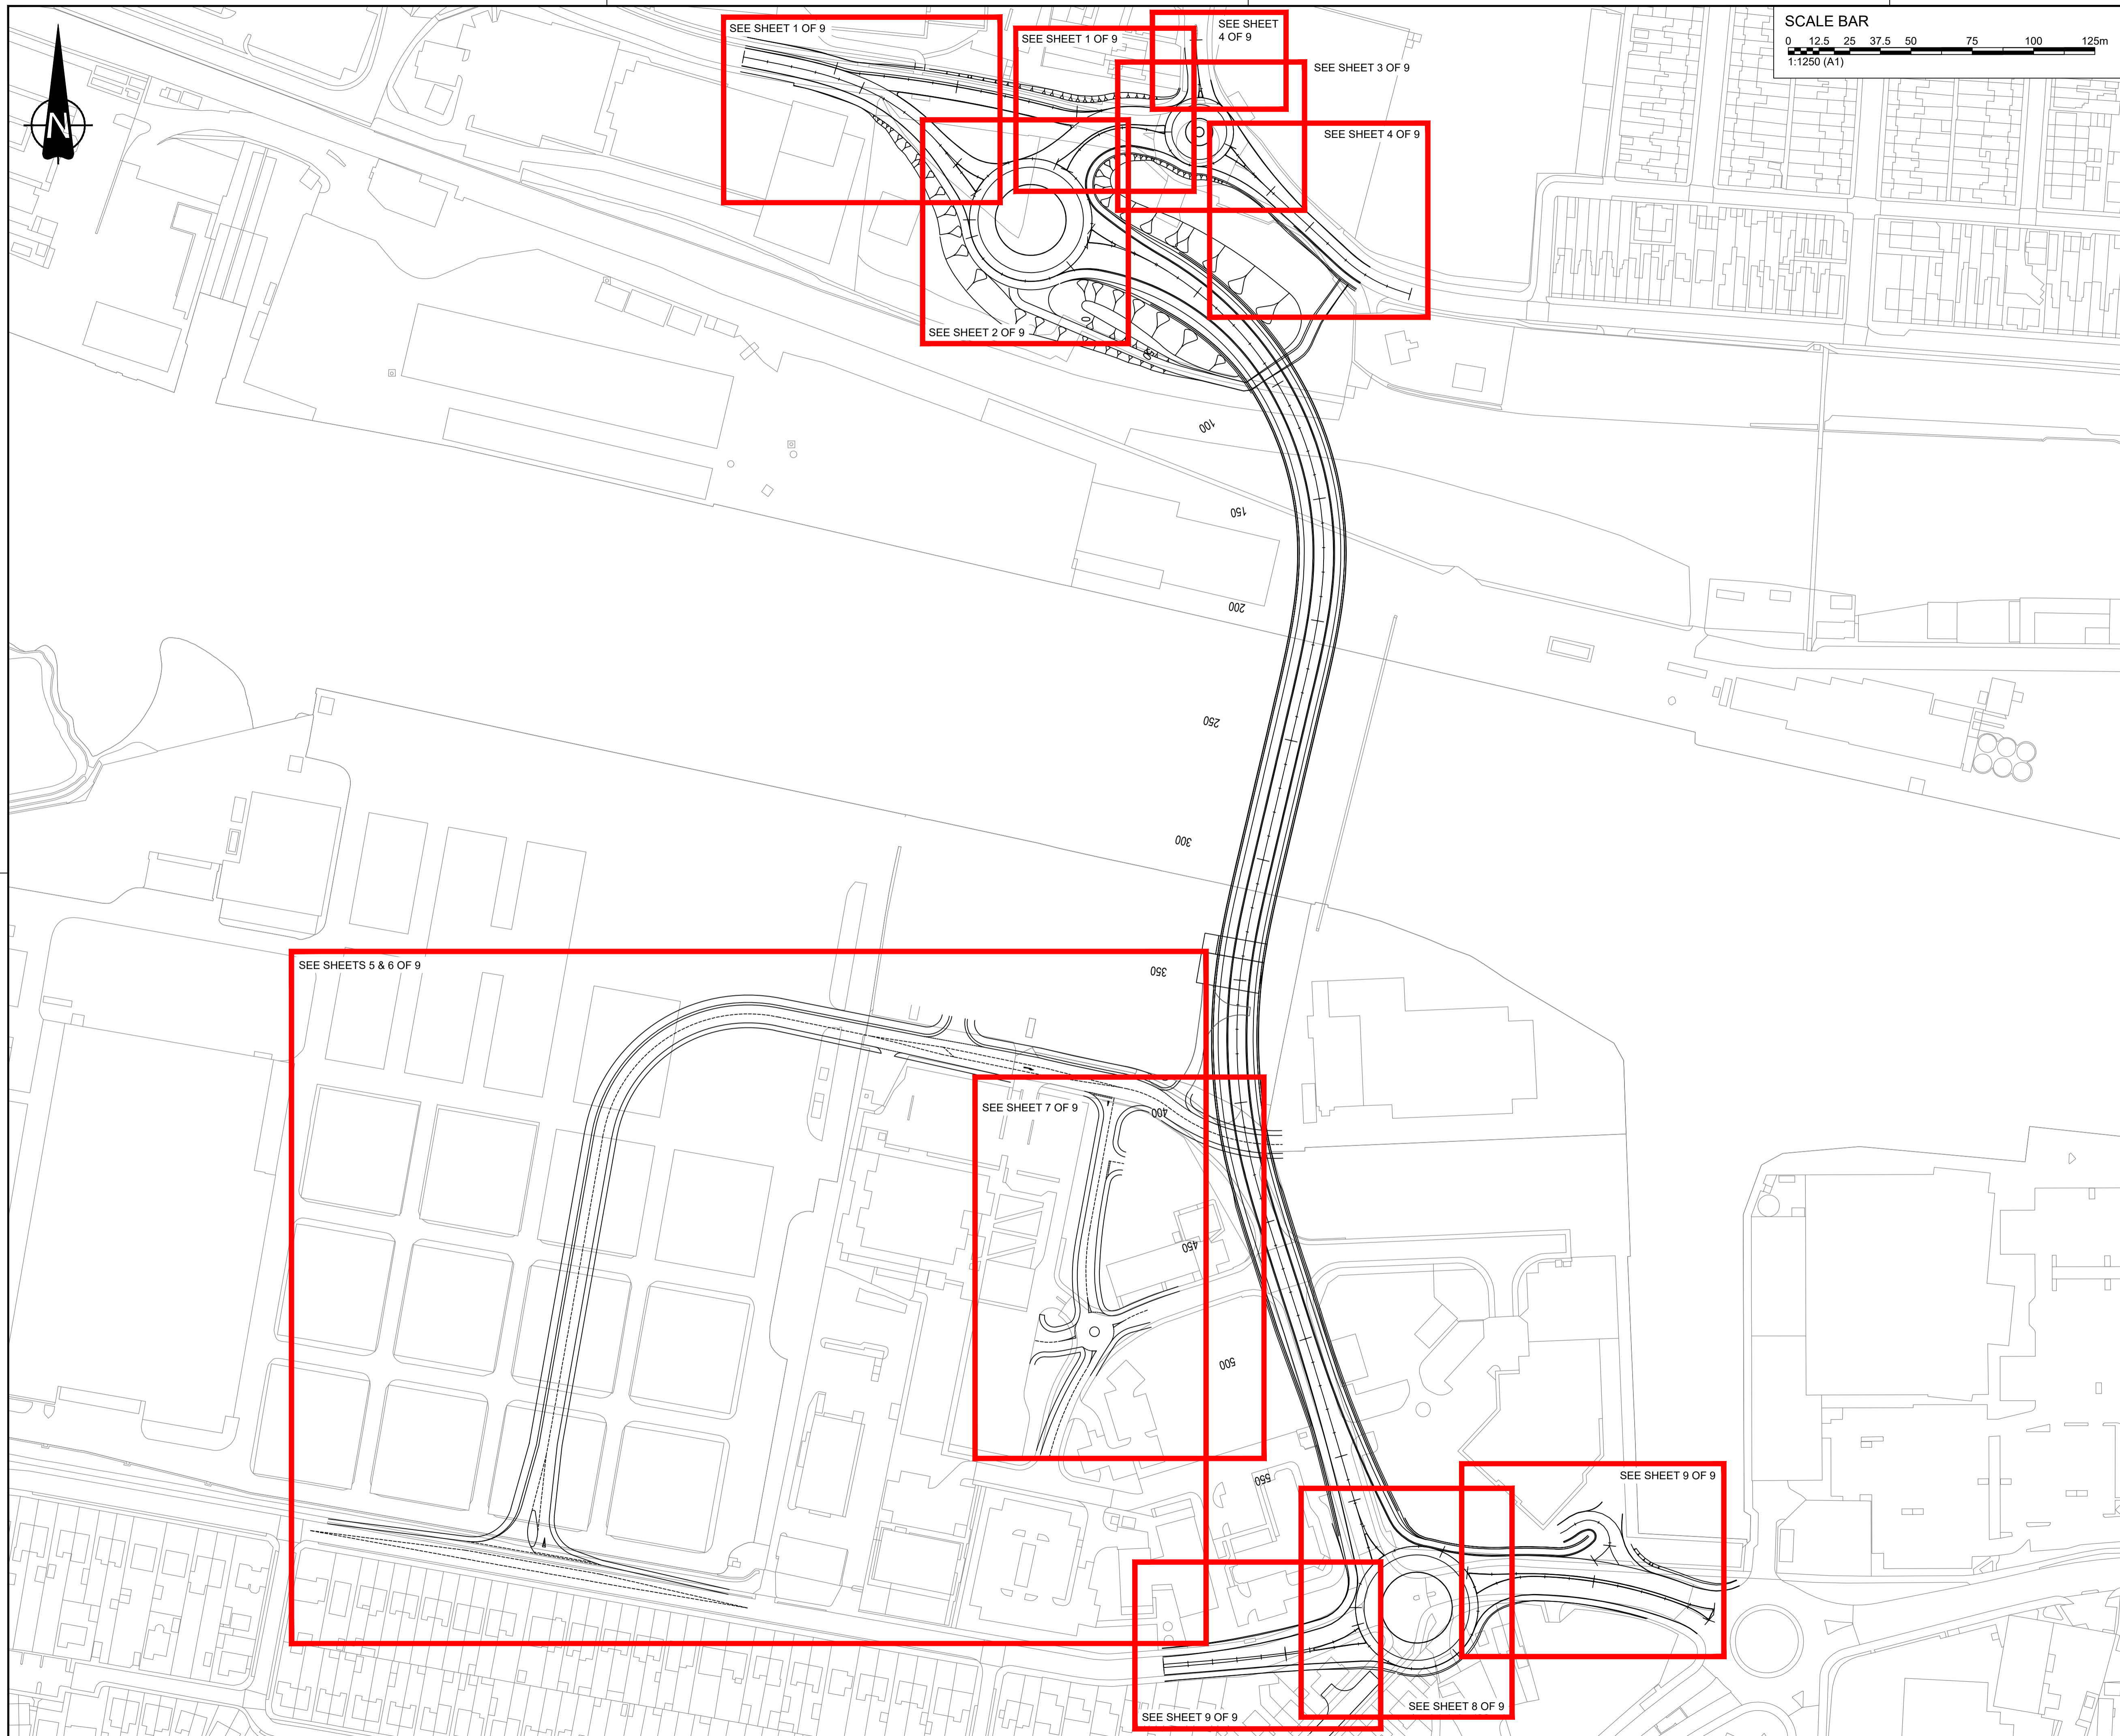 SEE SHEET 1 OF 9
SEE SHEET 1 OF 9
SEE SHEET
4 OF 9
SCALE BAR
0 12.5 25 37.5 50 75 100 125m
1:1250 (A1)
SEE SHEET 3 OF 9
N
SEE SHEET 4 OF 9
SEE SHEET 2 OF 9
100
150
200
250
300
SEE SHEETS 5 & 6 OF 9
350
SEE SHEET 7 OF 9
400
450
500
550
SEE SHEET 9 OF 9
SEE SHEET 8 OF 9
SEE SHEET 9 OF 9